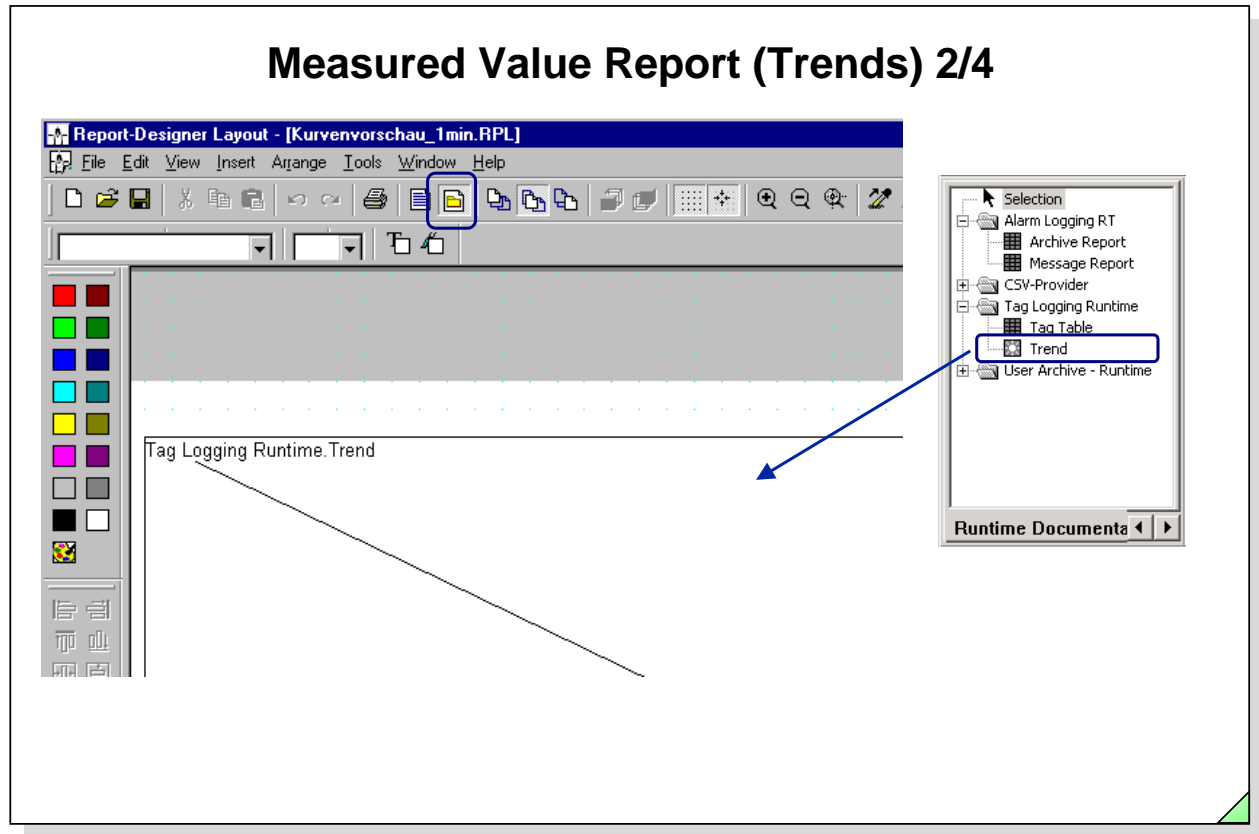 Measured Value Report (Trends) 2/4
Report-Designer Layout - [Kurvenvorschau_1min.RPL]
File Edit View Insert Arrange Tools Window Help
Selection
Alarm Logging RT
Archive Report
Message Report
CSV-Provider
Tag Logging Runtime
Tag Table
Trend
User Archive - Runtime
Runtime Documenta
Tag Logging Runtime.Trend